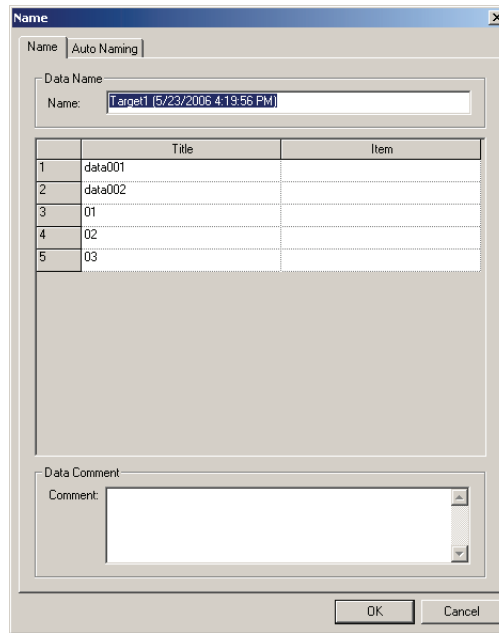 Name
Name Auto Naming
Data Name
Name: Target1 (5/23/2006 4:19:56 PM)
Title Item
1 data001
2 data002
3 01
4 02
5 03
Data Comment
Comment:
OK Cancel